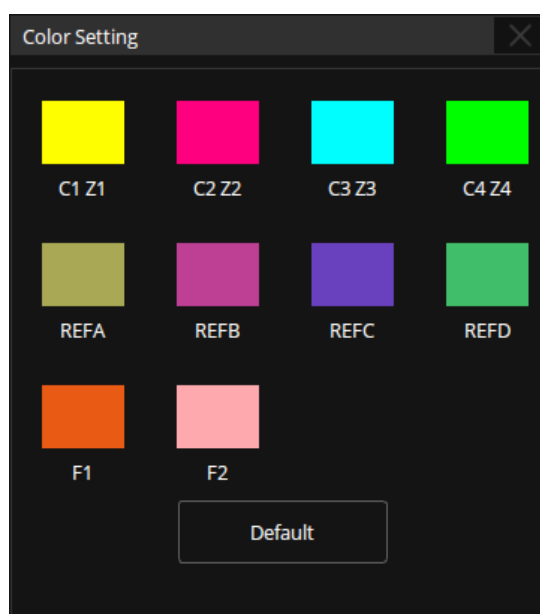 Color Setting
C1 Z1 C2 Z2 C3 Z3 C4 Z4
REFA REFB REFC REFD
F1 F2
Default